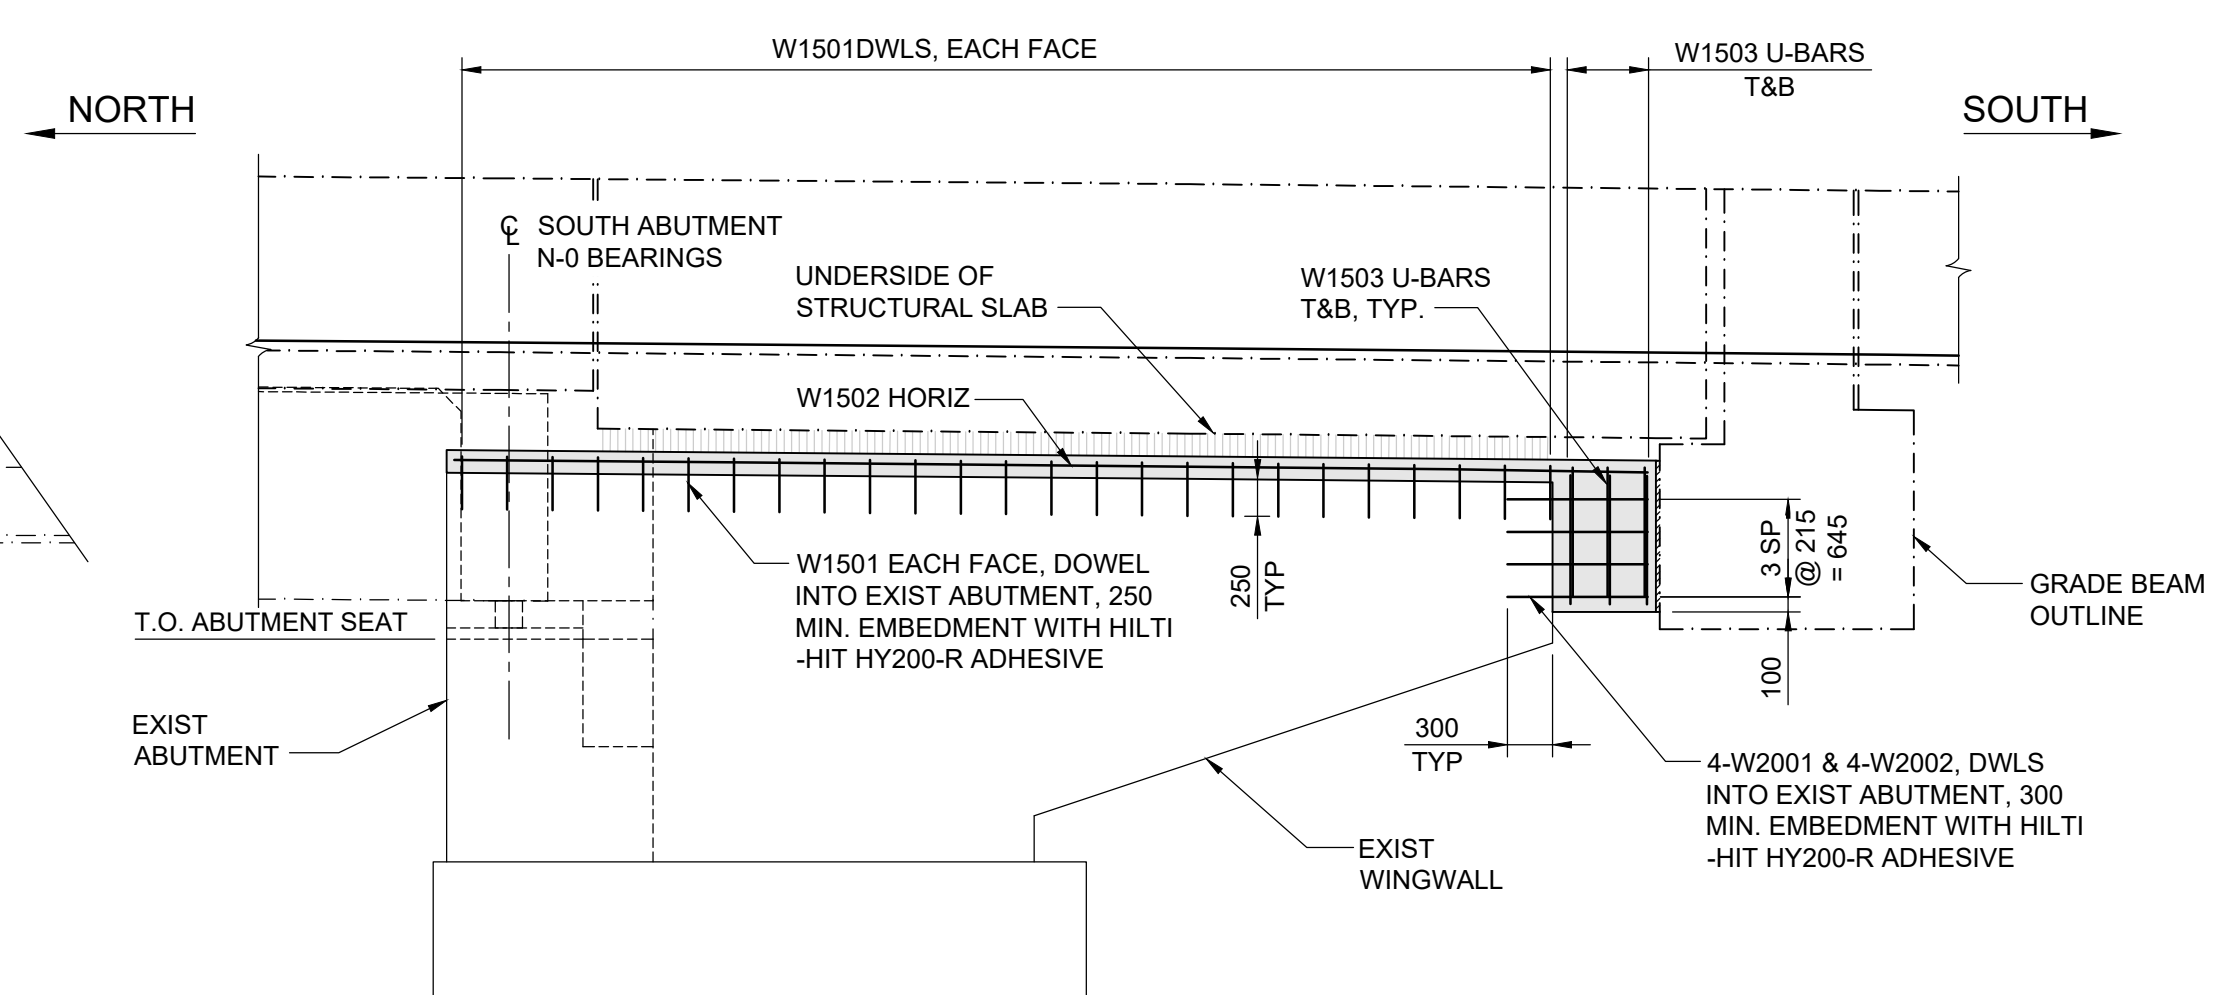 W1501DWLS, EACH FACE
W1503 U-BARS
T&B
NORTH
SOUTH
℄ SOUTH ABUTMENT
N-0 BEARINGS
UNDERSIDE OF
STRUCTURAL SLAB
W1503 U-BARS
T&B, TYP.
W1502 HORIZ
W1501 EACH FACE, DOWEL
INTO EXIST ABUTMENT, 250
MIN. EMBEDMENT WITH HILTI
-HIT HY200-R ADHESIVE
250
TYP
3 SP
@ 215
= 645
100
GRADE BEAM
OUTLINE
T.O. ABUTMENT SEAT
EXIST
ABUTMENT
300
TYP
4-W2001 & 4-W2002, DWLS
INTO EXIST ABUTMENT, 300
MIN. EMBEDMENT WITH HILTI
-HIT HY200-R ADHESIVE
EXIST
WINGWALL